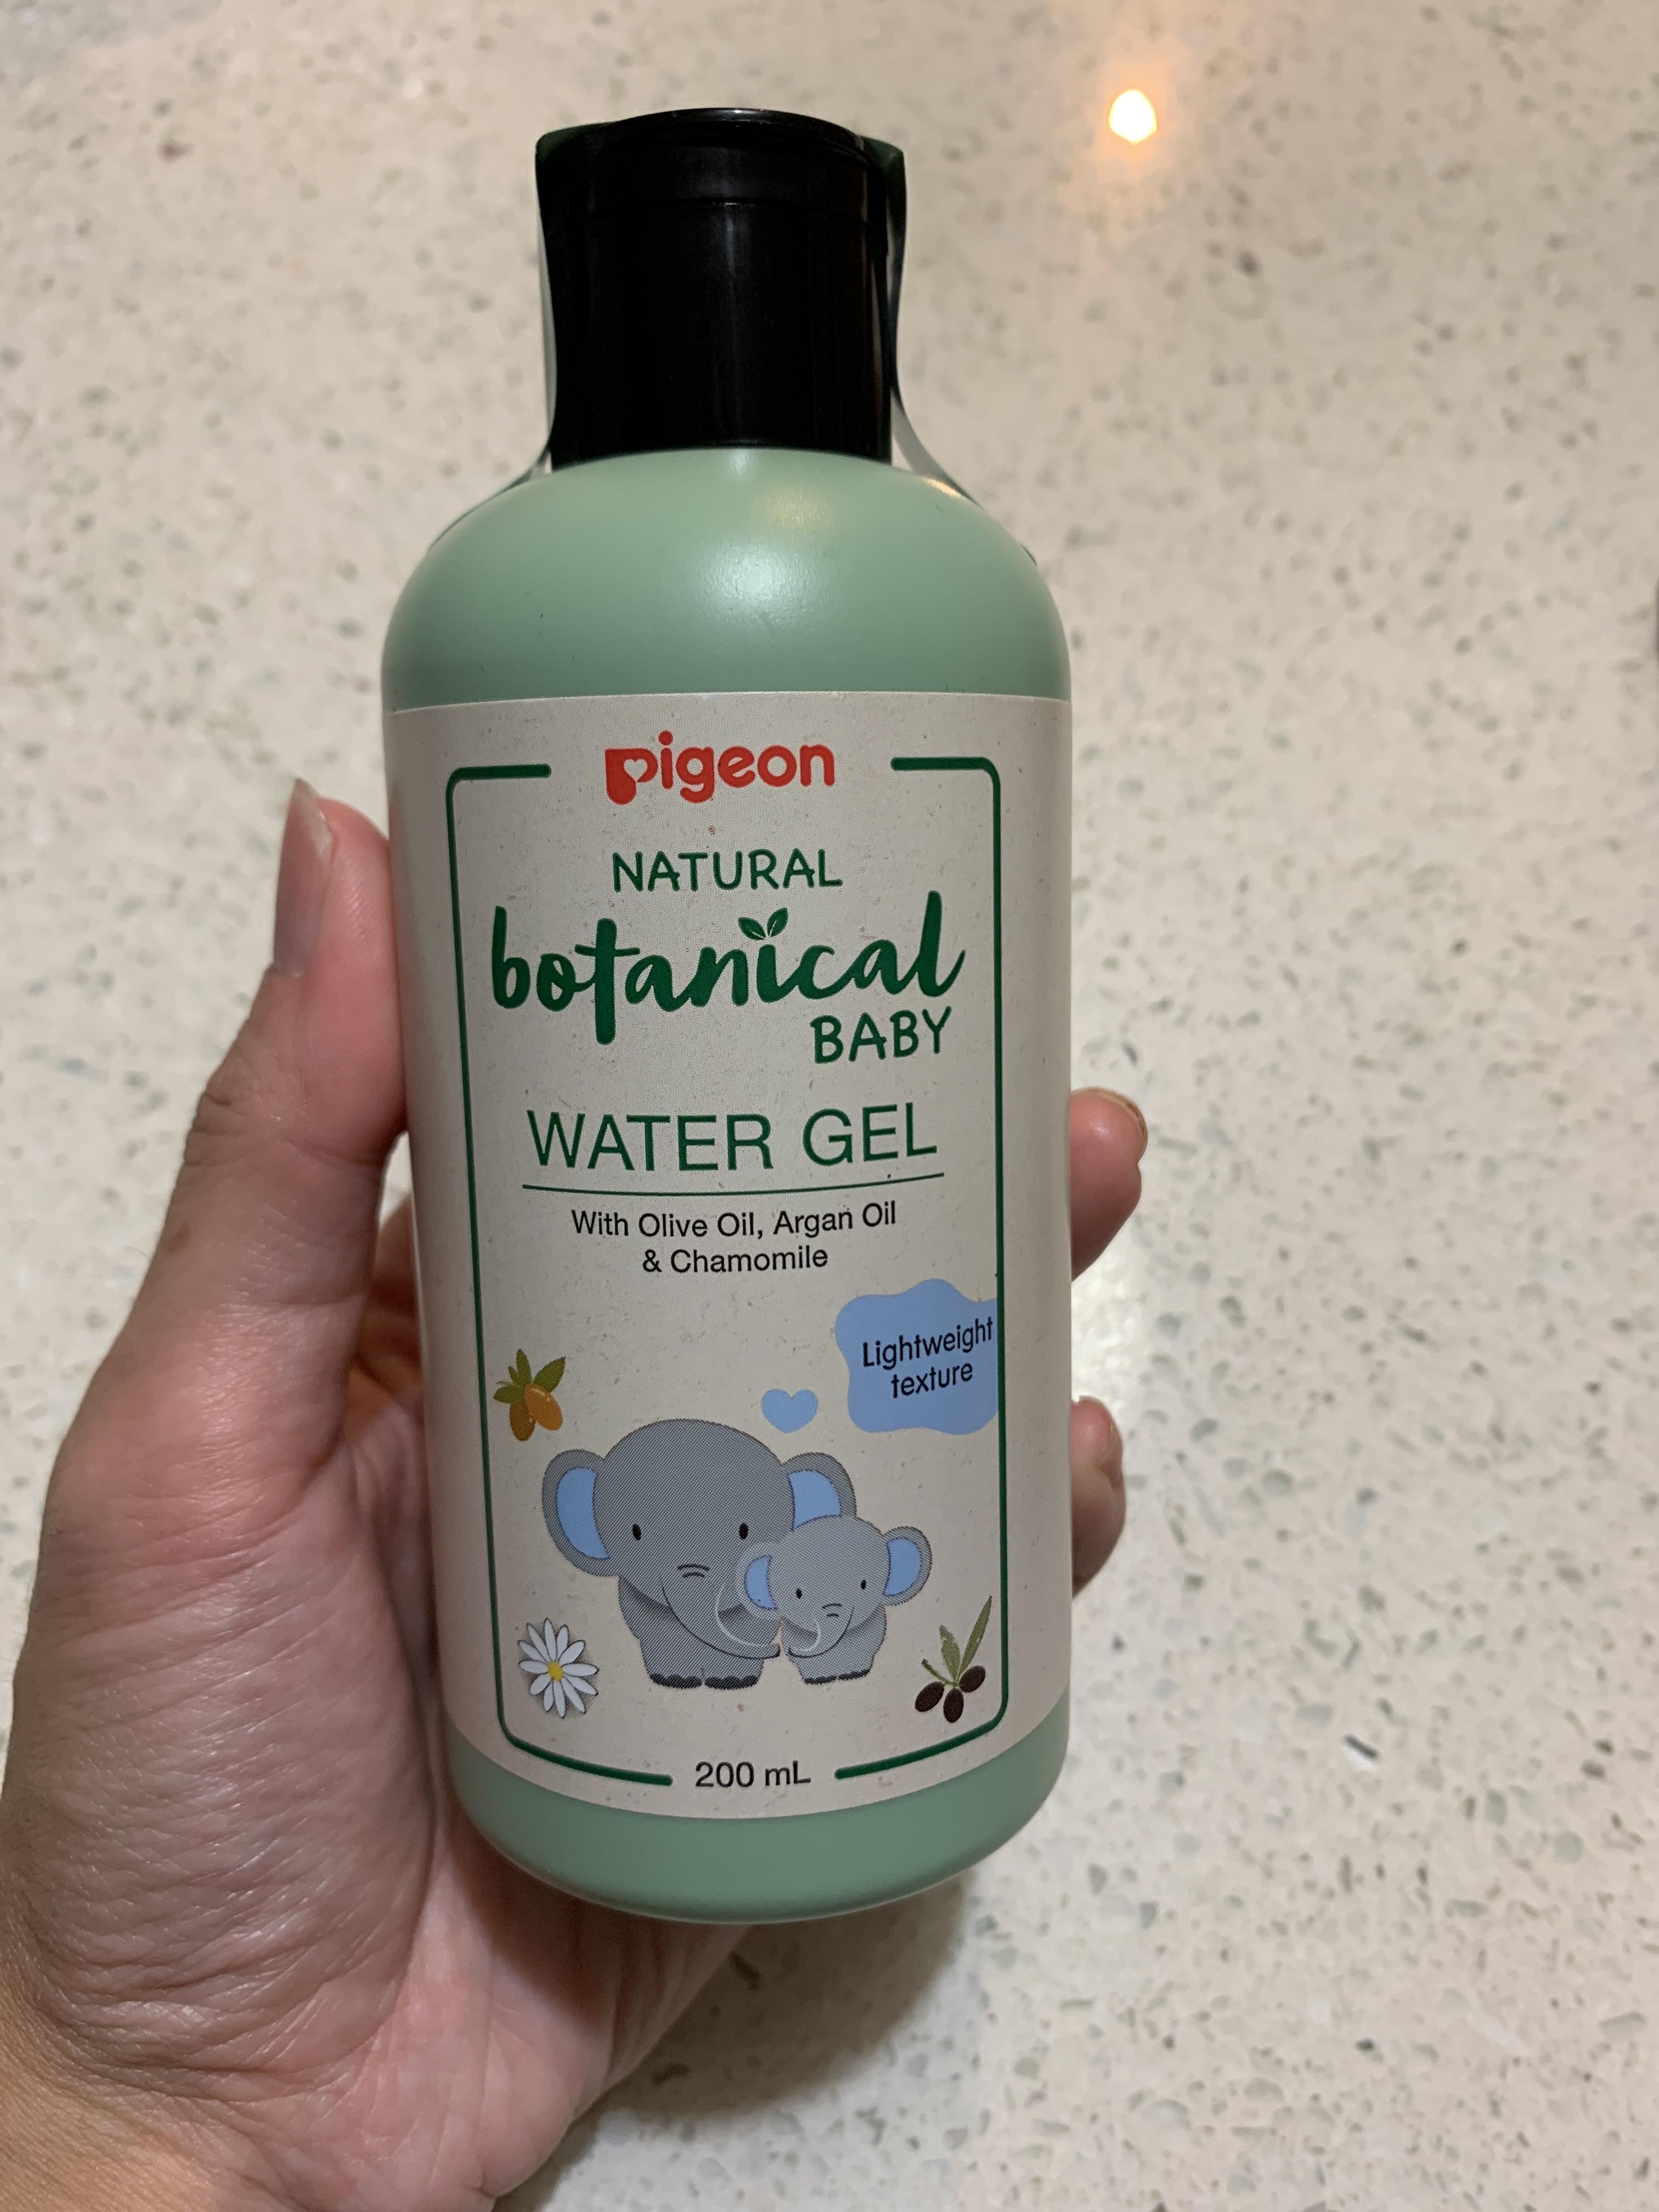 pigeon
NATURAL
botanical
BABY
WATER GEL
With Olive Oil, Argan Oil
& Chamomile
Lightweight
texture
200 mL